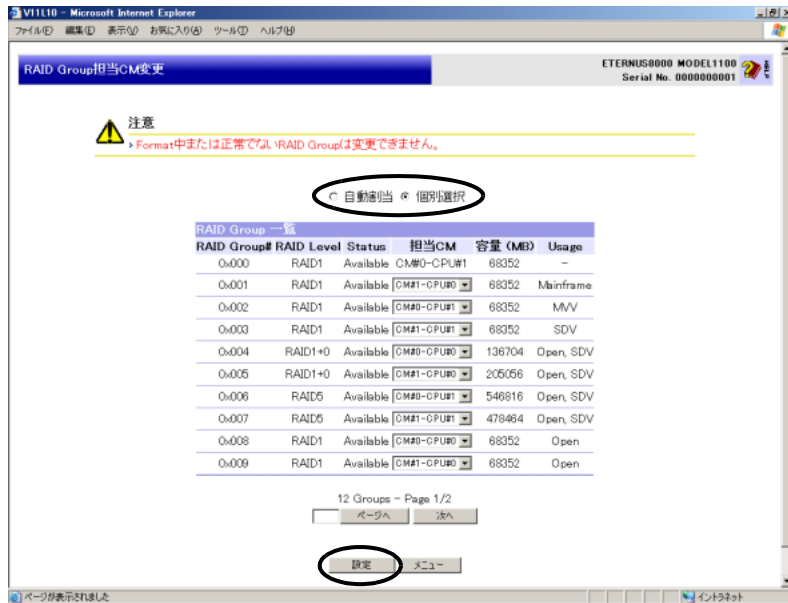 V11L10 - Microsoft Internet Explorer
ファイル(F) 編集(E) 表示(V) お気に入り(A) ツール(T) ヘルプ(H)
RAID Group担当CM変更
ETERNUS8000 MODEL1100
Serial No. 0000000001
HELP
注意
Format中または正常でないRAID Groupは変更できません。
自動割当 個別選択
RAID Group 一覧
RAID Group# RAID Level Status 担当CM 容量 (MB) Usage
0x000 RAID1 Available CM#0-CPU#1 68352 -
0x001 RAID1 Available CM#1-CPU#0 68352 Mainframe
0x002 RAID1 Available CM#0-CPU#1 68352 MVV
0x003 RAID1 Available CM#1-CPU#1 68352 SDV
0x004 RAID1+0 Available CM#0-CPU#0 136704 Open, SDV
0x005 RAID1+0 Available CM#1-CPU#0 205056 Open, SDV
0x006 RAID5 Available CM#0-CPU#1 546816 Open, SDV
0x007 RAID5 Available CM#1-CPU#1 478464 Open, SDV
0x008 RAID1 Available CM#0-CPU#0 68352 Open
0x009 RAID1 Available CM#1-CPU#0 68352 Open
12 Groups - Page 1/2
ページへ 次へ
設定 メニュー
ページが表示されました イントラネット